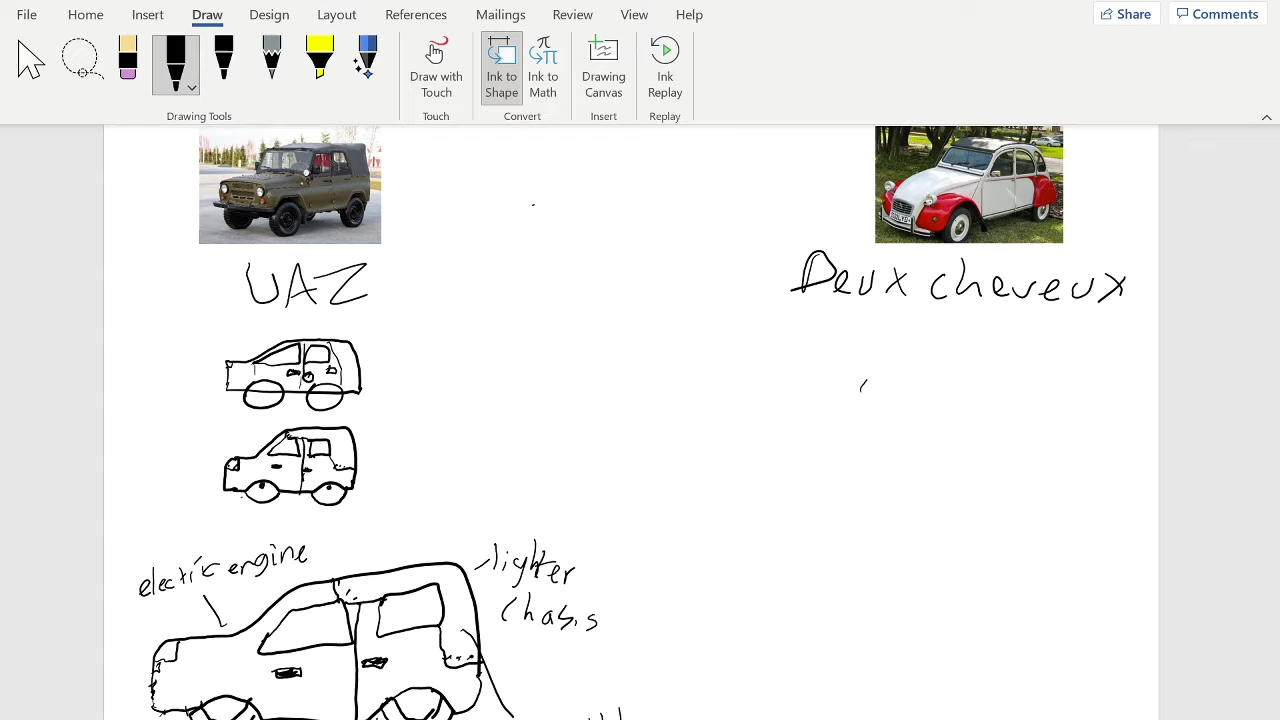 File Home Insert Draw Design Layout References Mailings Review View Help Share Comments
Draw with Touch
Ink to Shape
Ink to Math
Drawing Canvas
Ink Replay
Drawing Tools Touch Convert Insert Replay
UAZ
Deux cheveux
electric engine
lighter
chasis